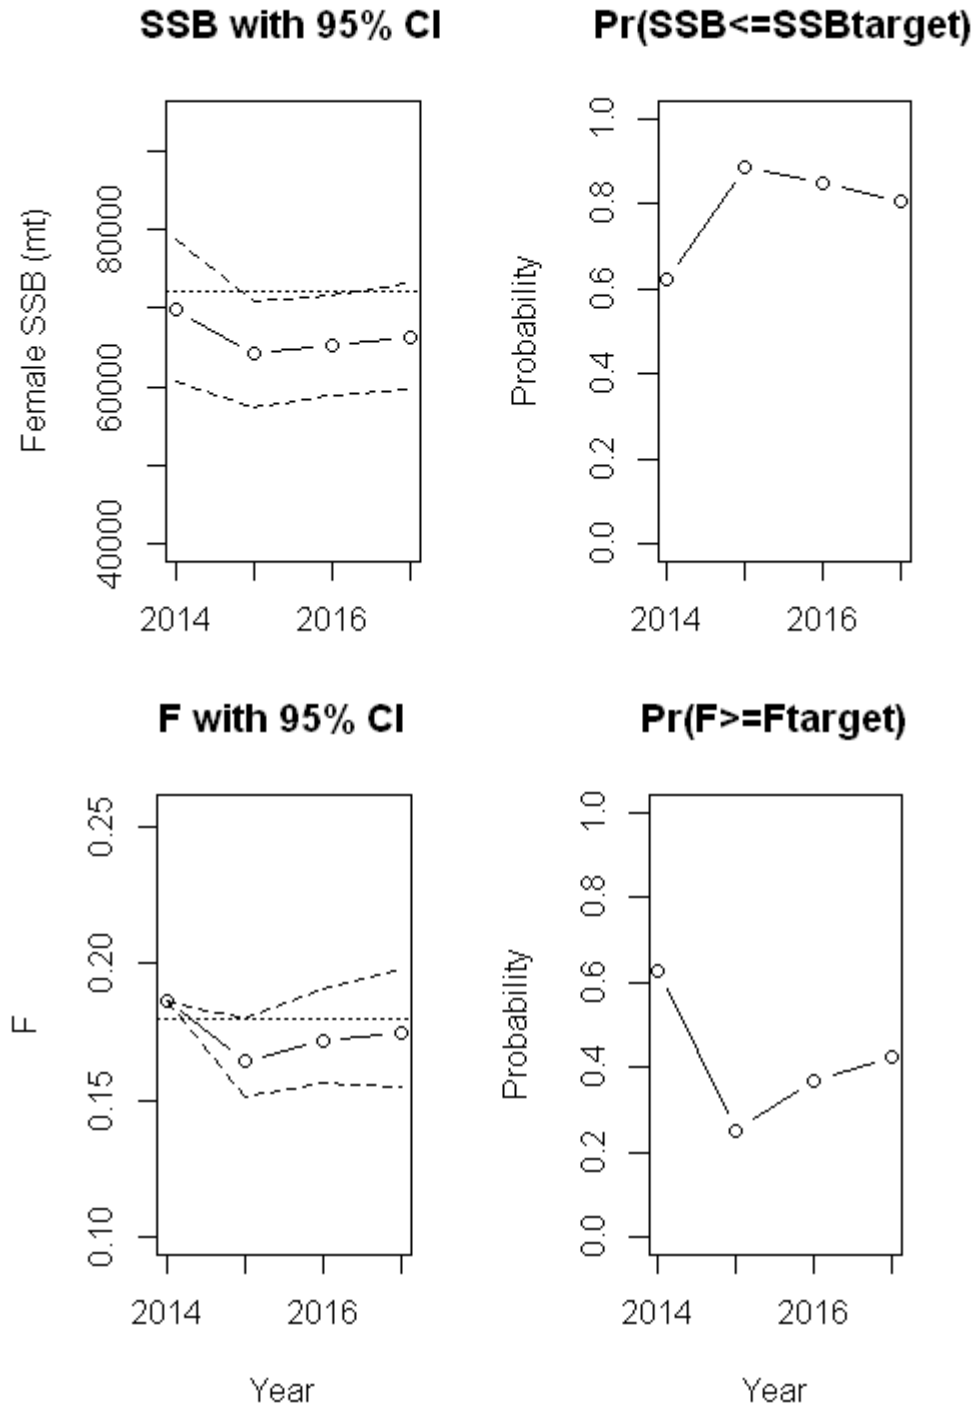 SSB with 95% CI
Female SSB (mt)
80000
60000
40000
2014 2016
Pr(SSB<=SSBtarget)
Probability
1.0
0.8
0.6
0.4
0.2
0.0
2014 2016
F with 95% CI
F
0.25
0.20
0.15
0.10
2014 2016
Year
Pr(F>=Ftarget)
Probability
1.0
0.8
0.6
0.4
0.2
0.0
2014 2016
Year